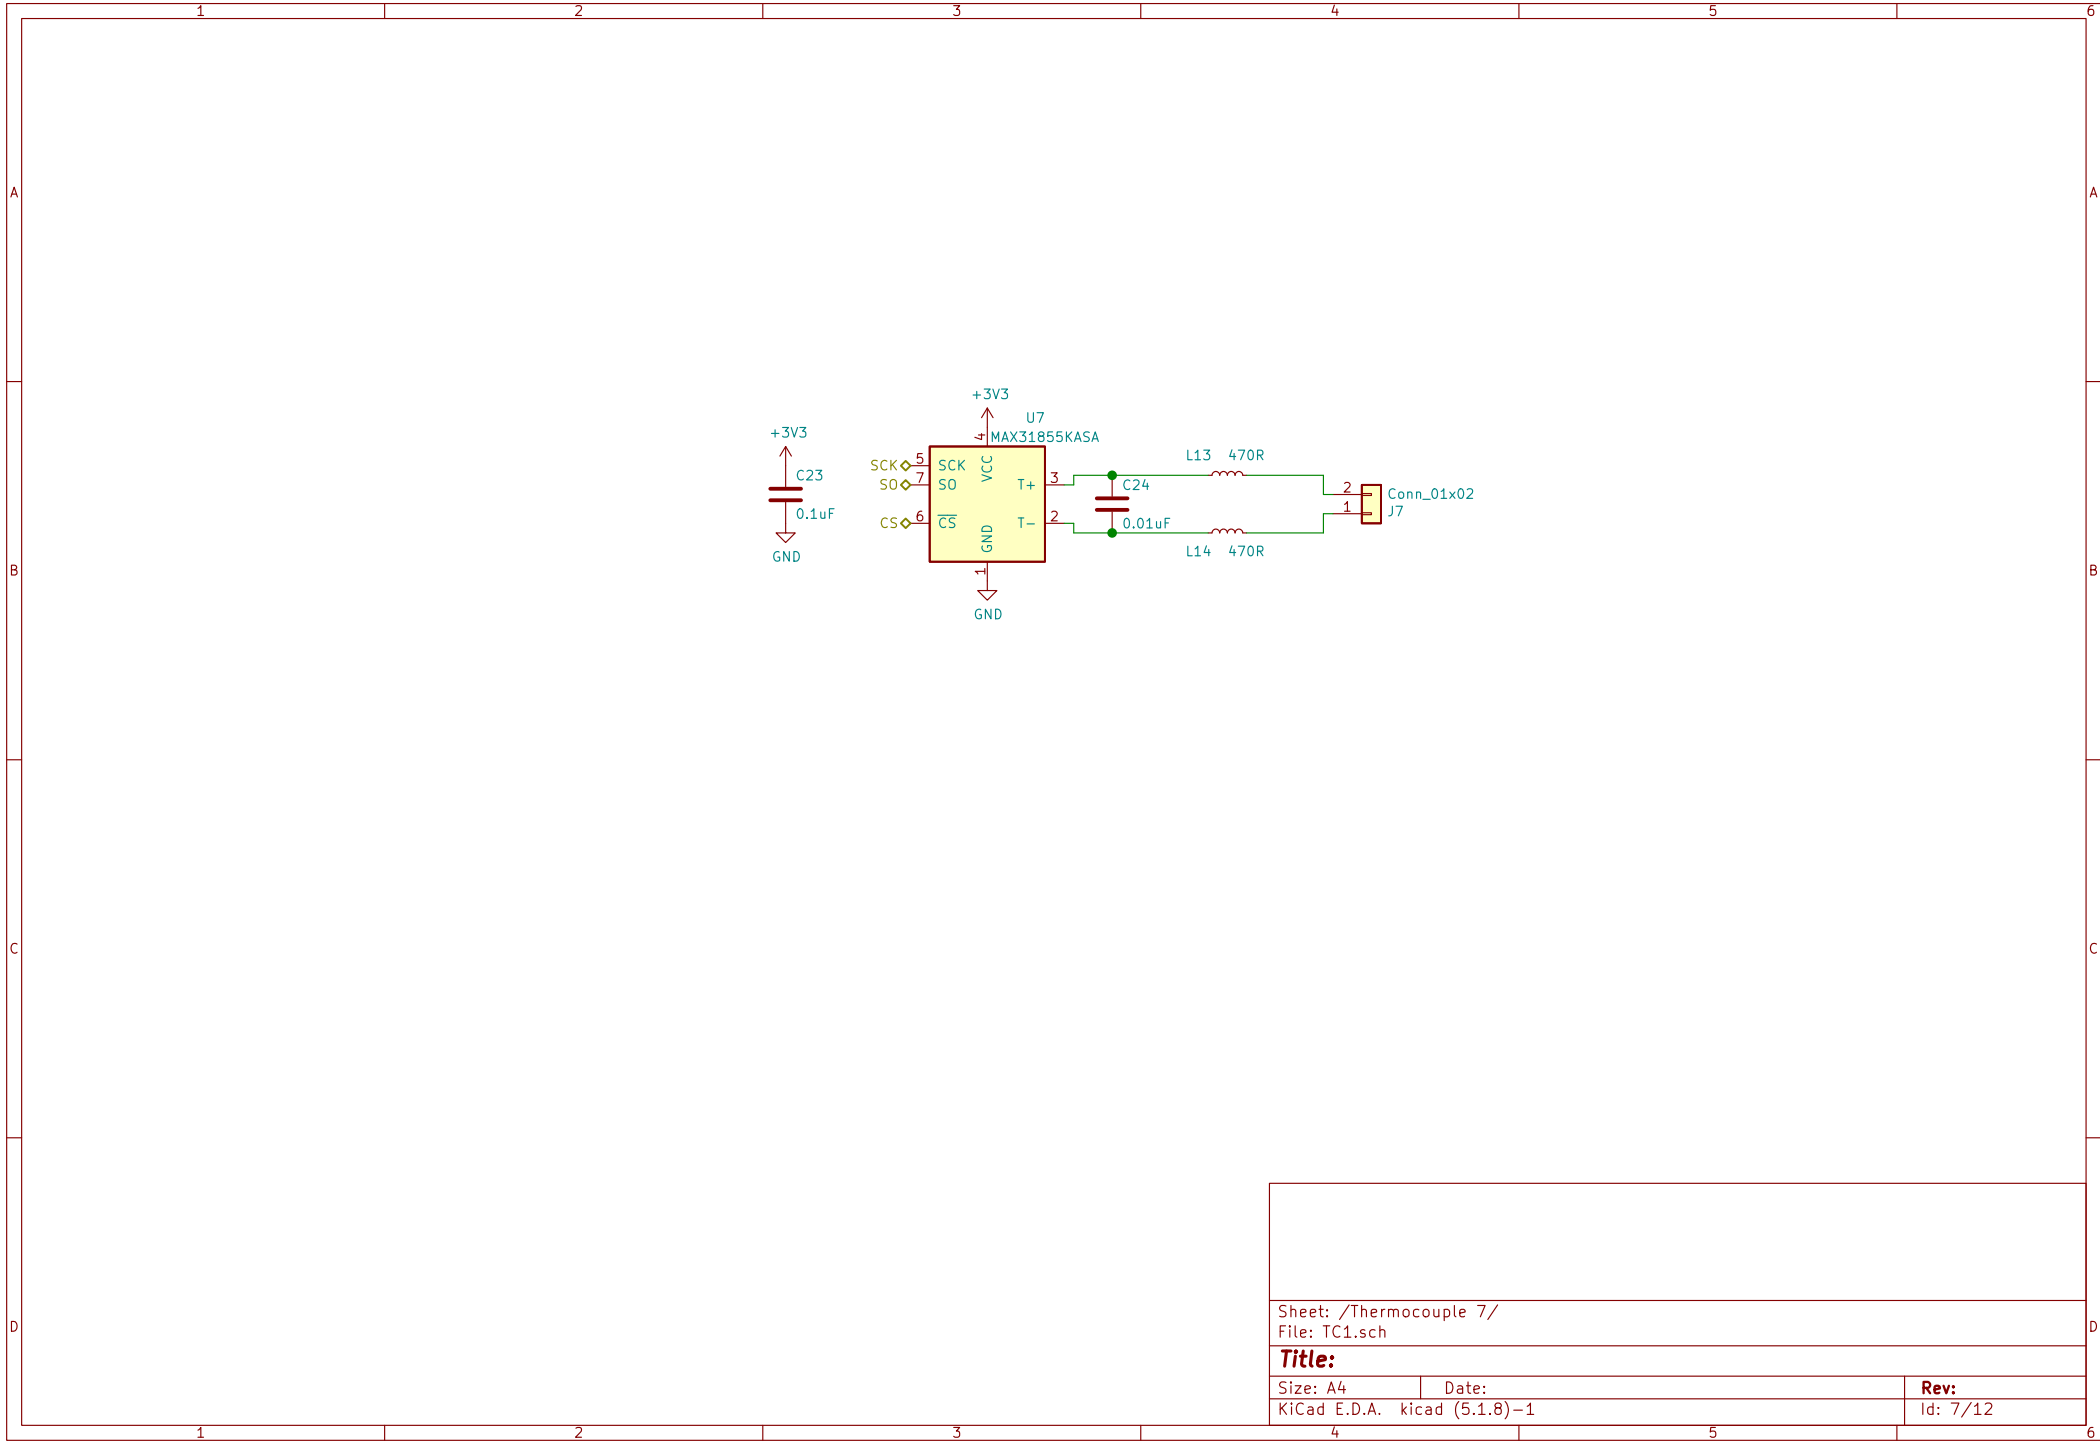 1 2 3 4 5 6
A A
+3V3
U7
MAX31855KASA
4
+3V3
C23
0.1uF
GND
SCK 5 SCK
SO 7 SO
CS 6 CS
VCC
GND
T+ 3
T- 2
1
GND
C24
0.01uF
L13 470R
L14 470R
2 Conn_01x02
1 J7
B B
C C
Sheet: /Thermocouple 7/
File: TC1.sch
D D
Title:
Size: A4 Date: Rev:
KiCad E.D.A. kicad (5.1.8)-1 Id: 7/12
1 2 3 4 5 6